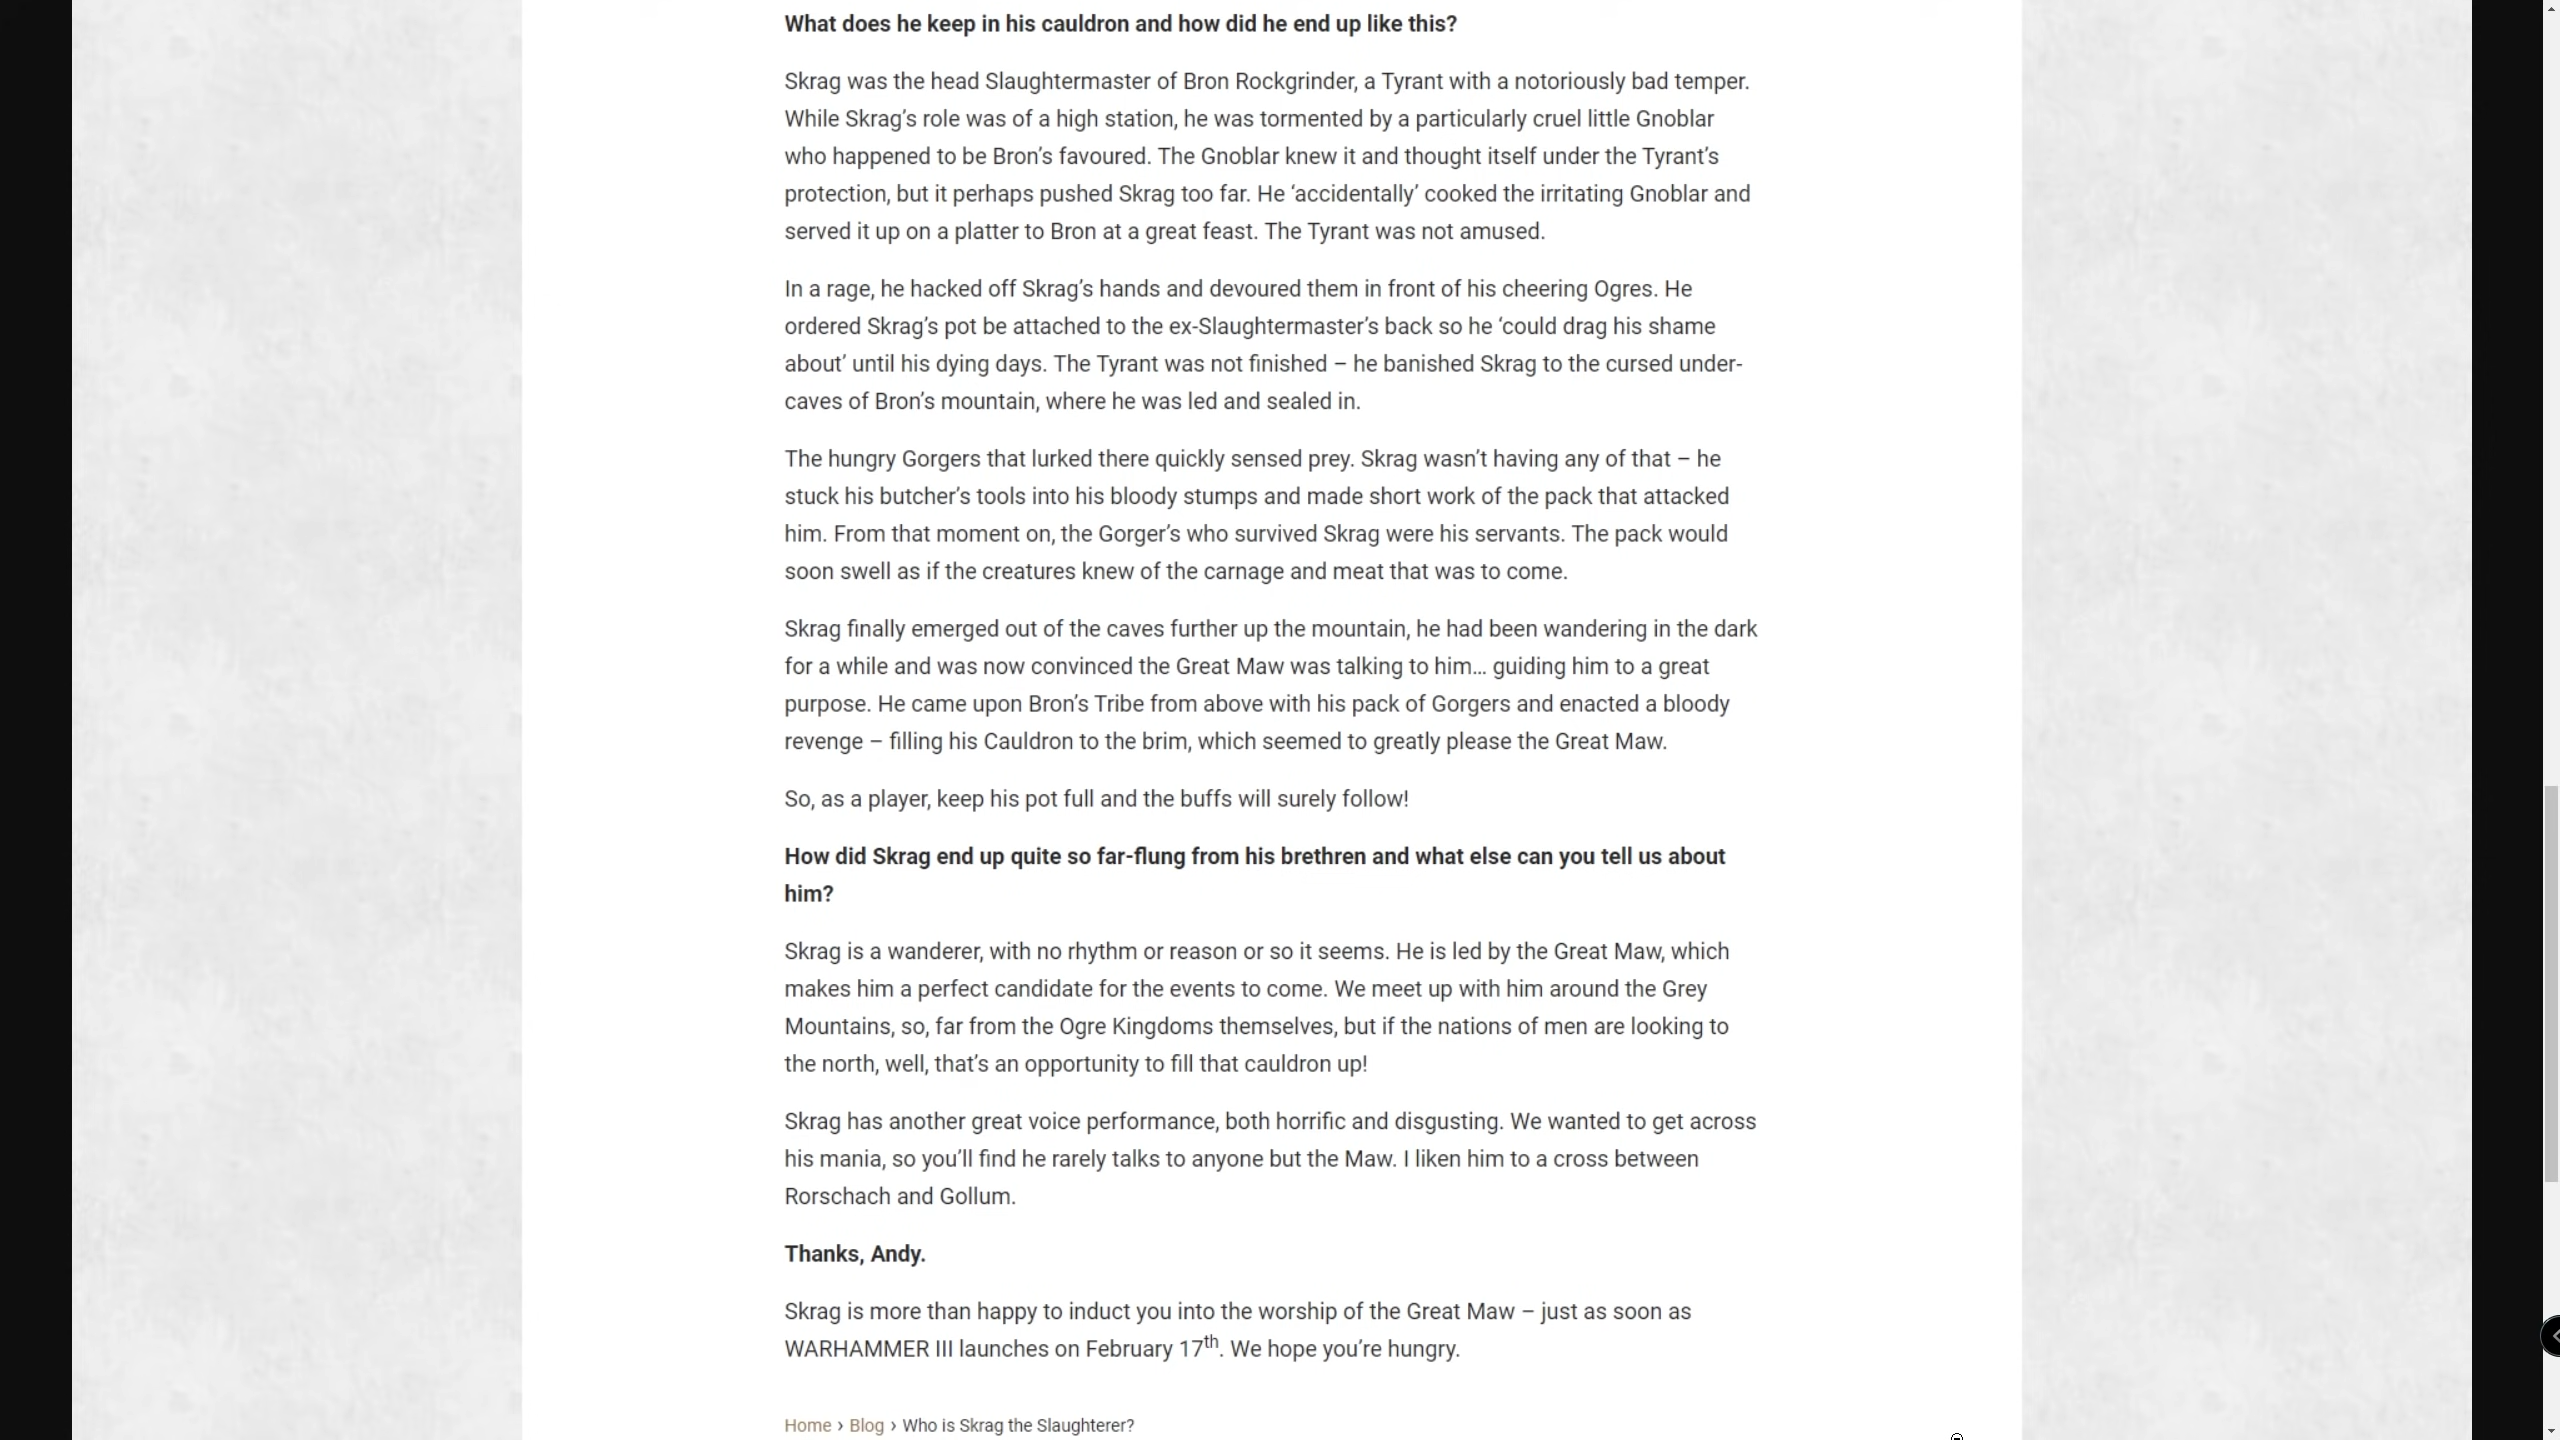 What does he keep in his cauldron and how did he end up like this?
Skrag was the head Slaughtermaster of Bron Rockgrinder, a Tyrant with a notoriously bad temper.
While Skrag’s role was of a high station, he was tormented by a particularly cruel little Gnoblar
who happened to be Bron’s favoured. The Gnoblar knew it and thought itself under the Tyrant’s
protection, but it perhaps pushed Skrag too far. He ‘accidentally’ cooked the irritating Gnoblar and
served it up on a platter to Bron at a great feast. The Tyrant was not amused.
In a rage, he hacked off Skrag’s hands and devoured them in front of his cheering Ogres. He
ordered Skrag’s pot be attached to the ex-Slaughtermaster’s back so he ‘could drag his shame
about’ until his dying days. The Tyrant was not finished – he banished Skrag to the cursed under-
caves of Bron’s mountain, where he was led and sealed in.
The hungry Gorgers that lurked there quickly sensed prey. Skrag wasn’t having any of that – he
stuck his butcher’s tools into his bloody stumps and made short work of the pack that attacked
him. From that moment on, the Gorger’s who survived Skrag were his servants. The pack would
soon swell as if the creatures knew of the carnage and meat that was to come.
Skrag finally emerged out of the caves further up the mountain, he had been wandering in the dark
for a while and was now convinced the Great Maw was talking to him… guiding him to a great
purpose. He came upon Bron’s Tribe from above with his pack of Gorgers and enacted a bloody
revenge – filling his Cauldron to the brim, which seemed to greatly please the Great Maw.
So, as a player, keep his pot full and the buffs will surely follow!
How did Skrag end up quite so far-flung from his brethren and what else can you tell us about
him?
Skrag is a wanderer, with no rhythm or reason or so it seems. He is led by the Great Maw, which
makes him a perfect candidate for the events to come. We meet up with him around the Grey
Mountains, so, far from the Ogre Kingdoms themselves, but if the nations of men are looking to
the north, well, that’s an opportunity to fill that cauldron up!
Skrag has another great voice performance, both horrific and disgusting. We wanted to get across
his mania, so you’ll find he rarely talks to anyone but the Maw. I liken him to a cross between
Rorschach and Gollum.
Thanks, Andy.
Skrag is more than happy to induct you into the worship of the Great Maw – just as soon as
WARHAMMER III launches on February 17th. We hope you’re hungry.
Home › Blog › Who is Skrag the Slaughterer?